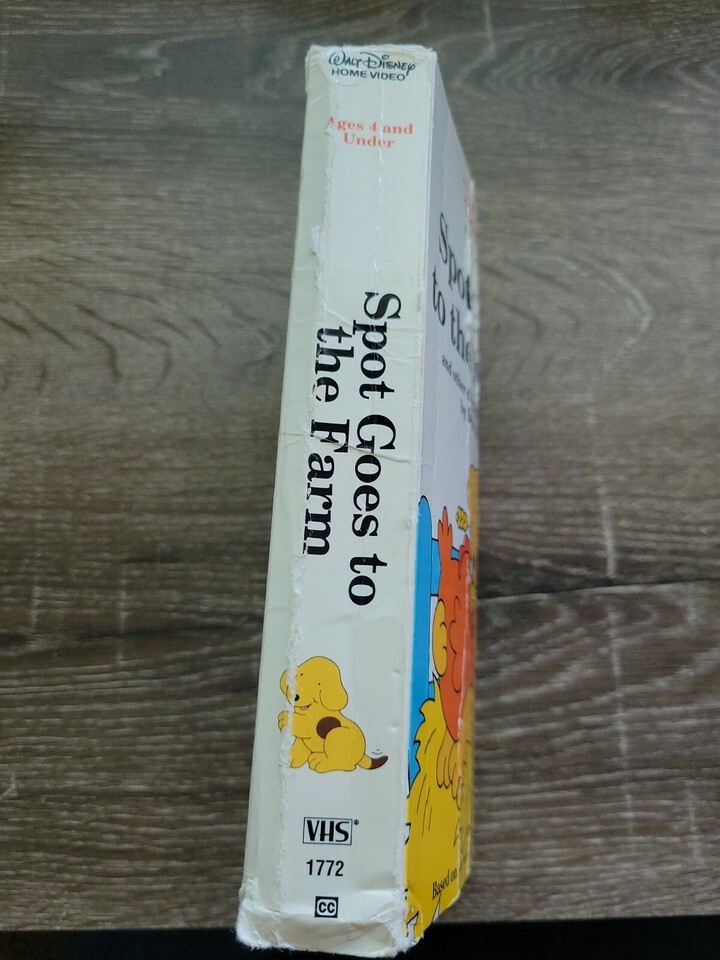 Walt Disney
HOME VIDEO
Ages 4 and
Under
Spot Goes to
the Farm
VHS®
1772
CC
Spot
to the
and other
by
Based on